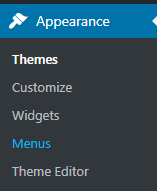 Appearance
Themes
Customize
Widgets
Menus
Theme Editor